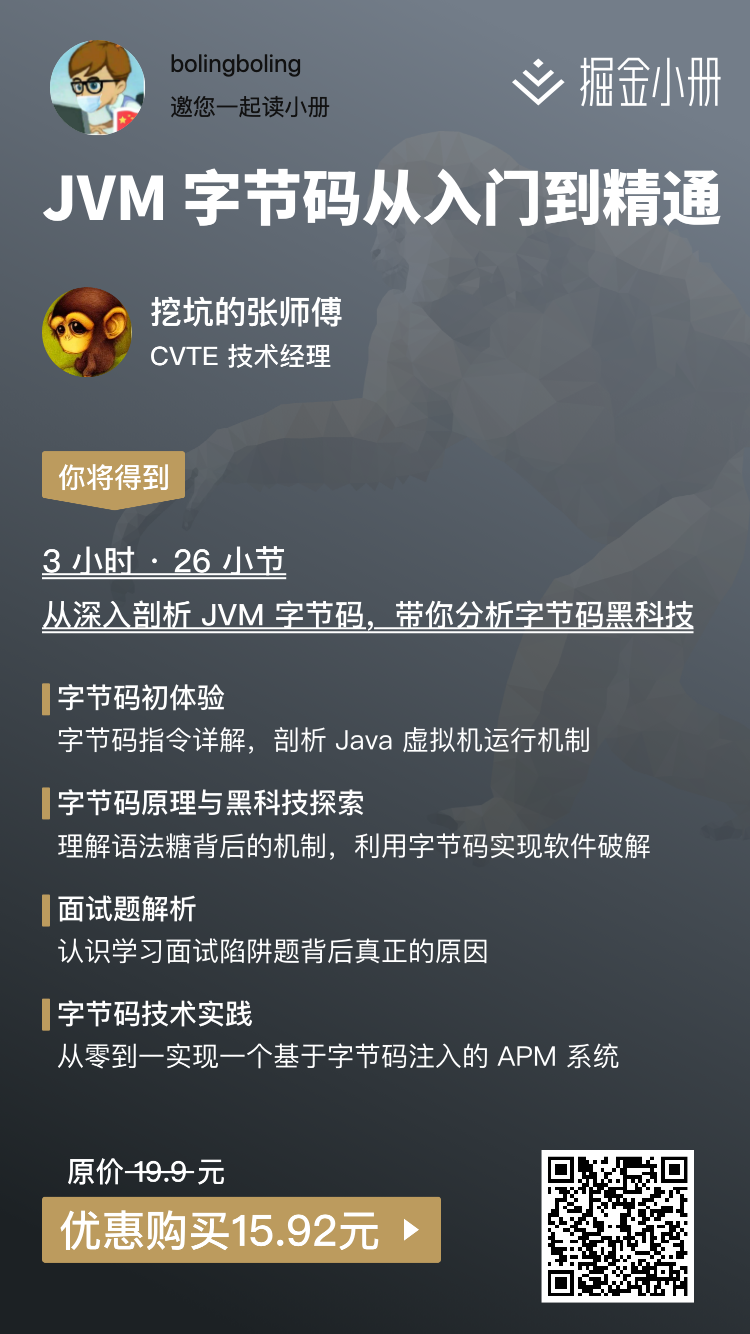 bolingboling
邀您一起读小册
掘金小册
JVM 字节码从入门到精通
挖坑的张师傅
CVTE 技术经理
你将得到
3 小时 · 26 小节
从深入剖析 JVM 字节码，带你分析字节码黑科技
字节码初体验
字节码指令详解，剖析 Java 虚拟机运行机制
字节码原理与黑科技探索
理解语法糖背后的机制，利用字节码实现软件破解
面试题解析
认识学习面试陷阱题背后真正的原因
字节码技术实践
从零到一实现一个基于字节码注入的 APM 系统
原价 19.9 元
优惠购买15.92元